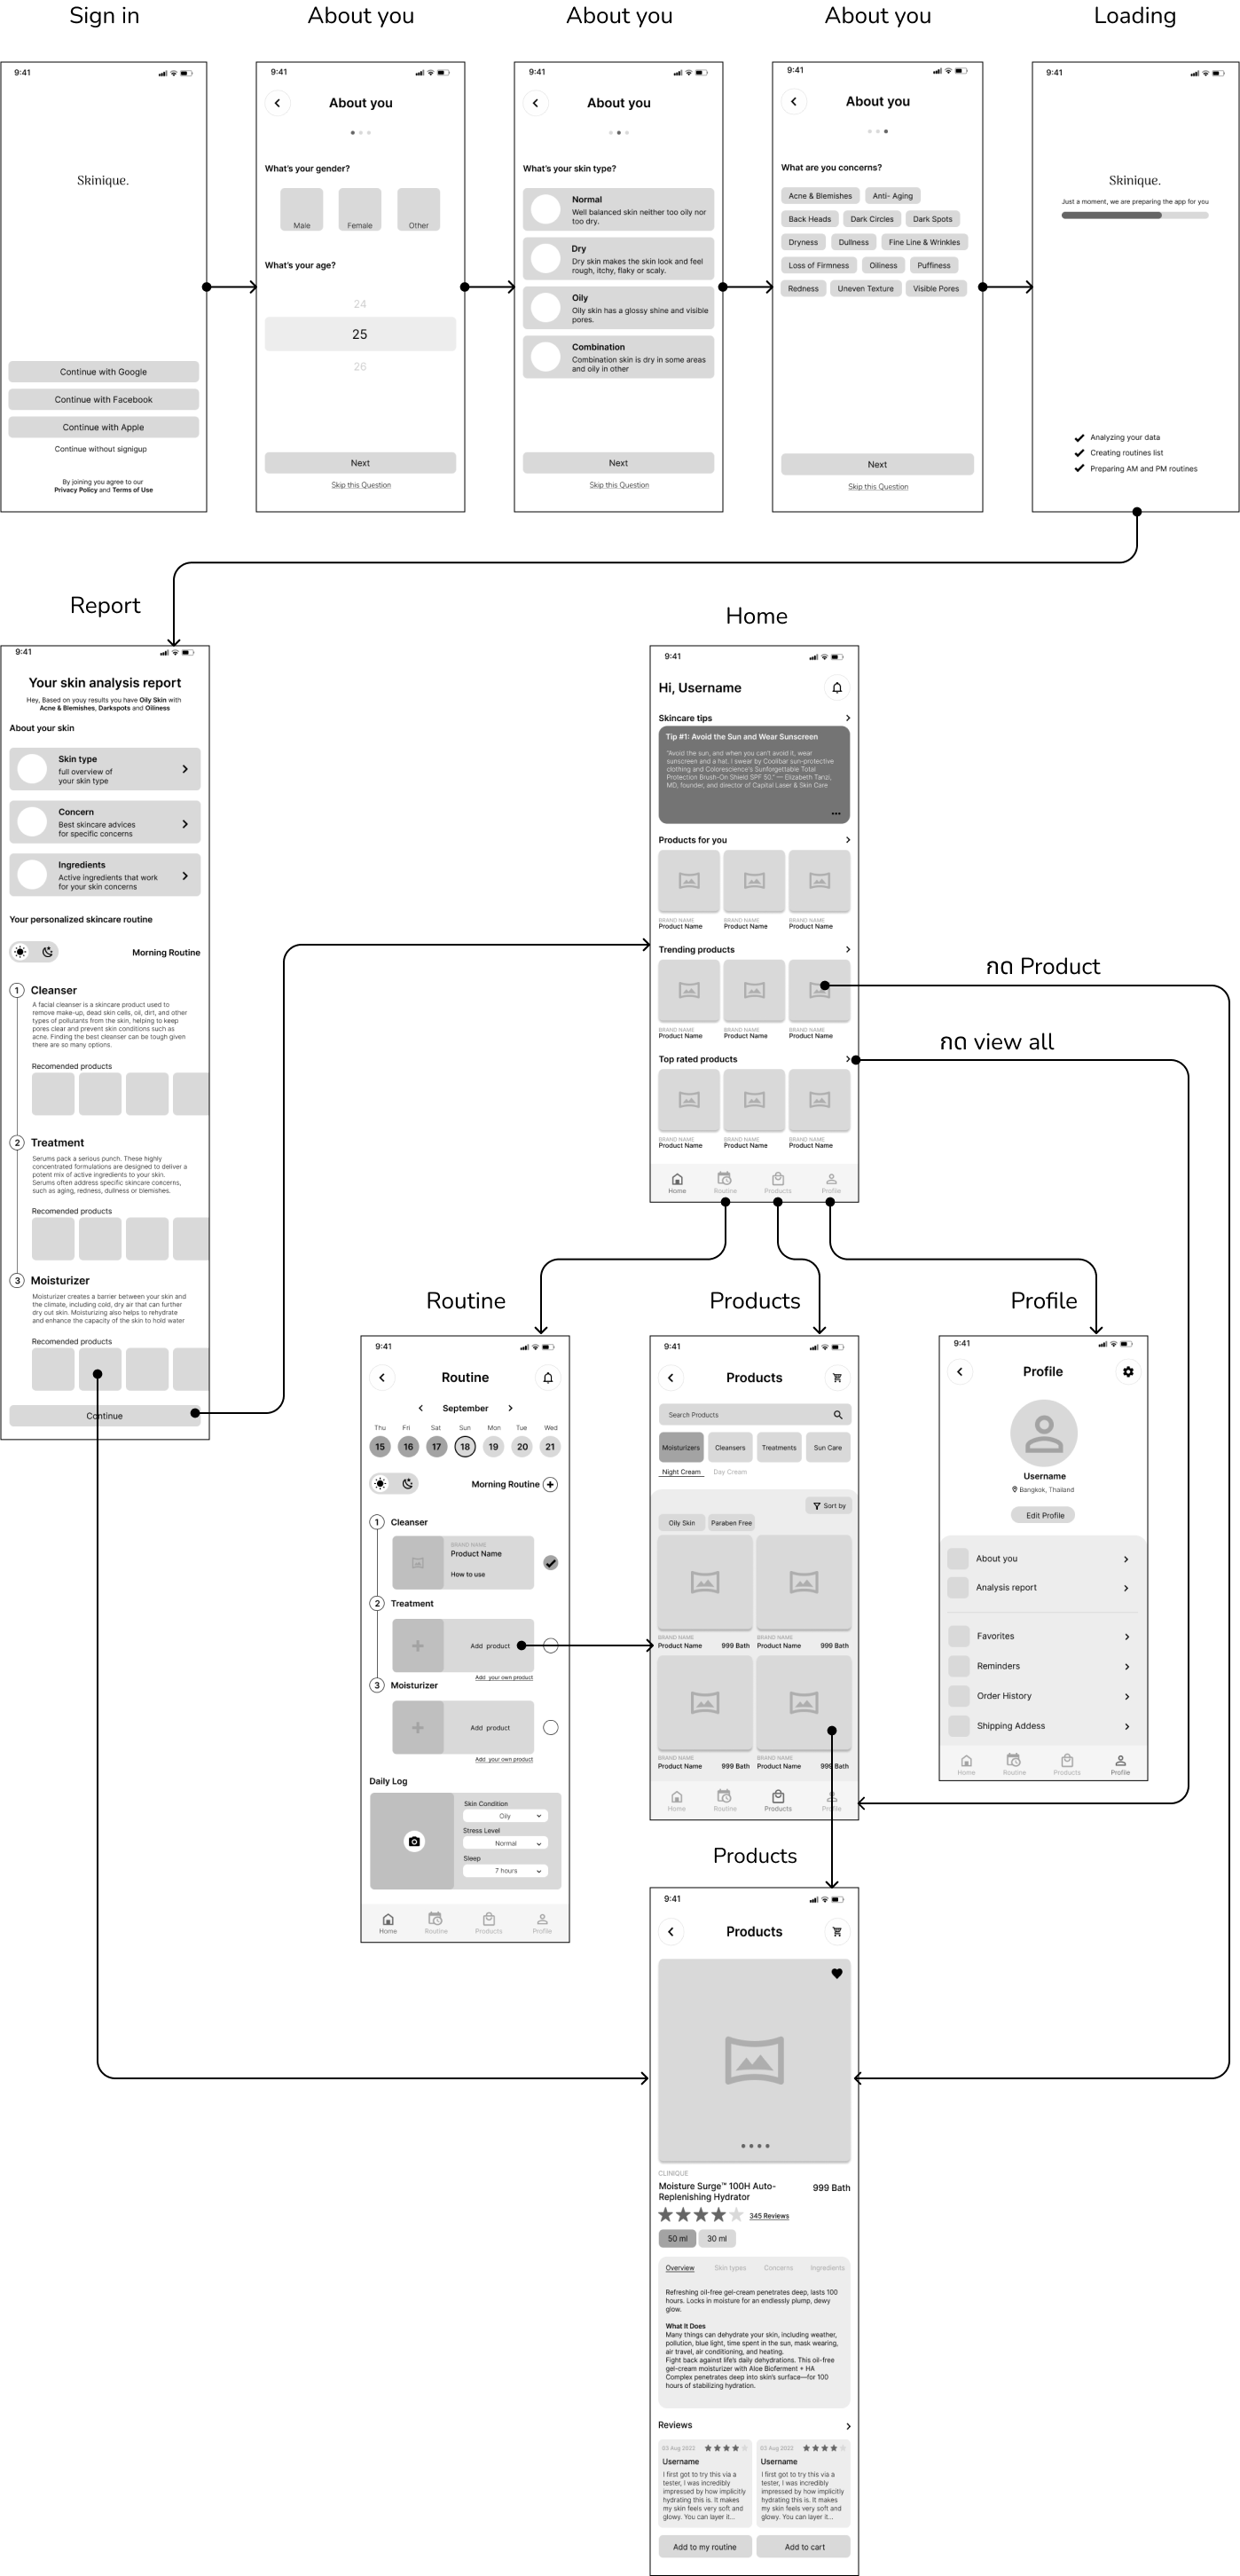 Sign in
About you
About you
About you
Loading
9:41
Skinique.
Continue with Google
Continue with Facebook
Continue with Apple
Continue without signigup
By joining you agree to our
Privacy Policy and Terms of Use
9:41
About you
What's your gender?
Male
Female
Other
What's your age?
24
25
26
Next
Skip this Question
9:41
About you
What's your skin type?
Normal
Well balanced skin neither too oily nor
too dry.
Dry
Dry skin makes the skin look and feel
rough, itchy, flaky or scaly.
Oily
Oily skin has a glossy shine and visible
pores.
Combination
Combination skin is dry in some areas
and oily in other
Next
Skip this Question
9:41
About you
What are you concerns?
Acne & Blemishes
Anti- Aging
Back Heads
Dark Circles
Dark Spots
Dryness
Dullness
Fine Line & Wrinkles
Loss of Firmness
Oiliness
Puffiness
Redness
Uneven Texture
Visible Pores
Next
Skip this Question
9:41
Skinique.
Just a moment, we are preparing the app for you
Analyzing your data
Creating routines list
Preparing AM and PM routines
Report
9:41
Your skin analysis report
Hey, Based on youy results you have Oily Skin with
Acne & Blemishes, Darkspots and Oiliness
About your skin
Skin type
full overview of
your skin type
Concern
Best skincare advices
for specific concerns
Ingredients
Active ingredients that work
for your skin concerns
Your personalized skincare routine
Morning Routine
1
Cleanser
A facial cleanser is a skincare product used to
remove make-up, dead skin cells, oil, dirt, and other
types of pollutants from the skin, helping to keep
pores clear and prevent skin conditions such as
acne. Finding the best cleanser can be tough given
there are so many options.
Recomended products
2
Treatment
Serums pack a serious punch. These highly
concentrated formulations are designed to deliver a
potent mix of active ingredients to your skin.
Serums often address specific skincare concerns,
such as aging, redness, dullness or blemishes.
Recomended products
3
Moisturizer
Moisturizer creates a barrier between your skin and
the climate, including cold, dry air that can further
dry out skin. Moisturizing also helps to rehydrate
and enhance the capacity of the skin to hold water
Recomended products
Continue
Home
9:41
Hi, Username
Skincare tips
Tip #1: Avoid the Sun and Wear Sunscreen
"Avoid the sun, and when you can't avoid it, wear
sunscreen and a hat. I swear by Coolibar sun-protective
clothing and Colorescience's Sunforgettable Total
Protection Brush-On Shield SPF 50." — Elizabeth Tanzi,
MD, founder, and director of Capital Laser & Skin Care
Products for you
BRAND NAME
Product Name
BRAND NAME
Product Name
BRAND NAME
Product Name
Trending products
BRAND NAME
Product Name
BRAND NAME
Product Name
BRAND NAME
Product Name
Top rated products
BRAND NAME
Product Name
BRAND NAME
Product Name
BRAND NAME
Product Name
Home
Routine
Products
Profile
กด Product
กด view all
Routine
9:41
Routine
September
Thu
Fri
Sat
Sun
Mon
Tue
Wed
15
16
17
18
19
20
21
Morning Routine
1
Cleanser
BRAND NAME
Product Name
How to use
2
Treatment
Add product
Add your own product
3
Moisturizer
Add product
Add your own product
Daily Log
Skin Condition
Oily
Stress Level
Normal
Sleep
7 hours
Home
Routine
Products
Profile
Products
9:41
Products
Search Products
Moisturizers
Cleansers
Treatments
Sun Care
Night Cream
Day Cream
Sort by
Oily Skin
Paraben Free
BRAND NAME
Product Name
999 Bath
BRAND NAME
Product Name
999 Bath
BRAND NAME
Product Name
999 Bath
BRAND NAME
Product Name
999 Bath
Home
Routine
Products
Profile
Profile
9:41
Profile
Username
Bangkok, Thailand
Edit Profile
About you
Analysis report
Favorites
Reminders
Order History
Shipping Addess
Home
Routine
Products
Profile
Products
9:41
Products
CLINIQUE
Moisture Surge™ 100H Auto-
Replenishing Hydrator
999 Bath
345 Reviews
50 ml
30 ml
Overview
Skin types
Concerns
Ingredients
Refreshing oil-free gel-cream penetrates deep, lasts 100
hours. Locks in moisture for an endlessly plump, dewy
glow.
What It Does
Many things can dehydrate your skin, including weather,
pollution, blue light, time spent in the sun, mask wearing,
air travel, air conditioning, and heating.
Fight back against life's daily dehydrations. This oil-free
gel-cream moisturizer with Aloe Bioferment + HA
Complex penetrates deep into skin's surface—for 100
hours of stabilizing hydration.
Reviews
03 Aug 2022
Username
I first got to try this via a
tester, I was incredibly
impressed by how implicitly
hydrating this is. It makes
my skin feels very soft and
glowy. You can layer it...
03 Aug 2022
Username
I first got to try this via a
tester, I was incredibly
impressed by how implicitly
hydrating this is. It makes
my skin feels very soft and
glowy. You can layer it...
Add to my routine
Add to cart